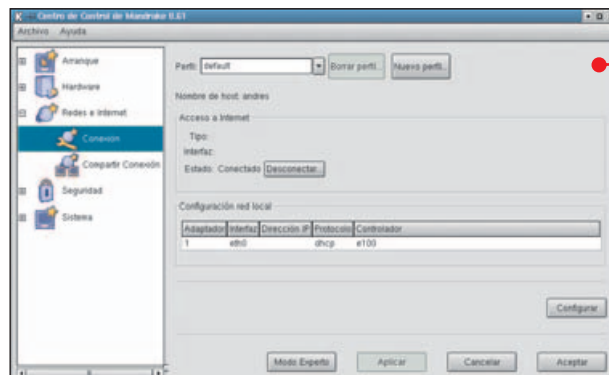 Centro de Control de Mandrake 0.61
Archivo Ayuda
Arranque
Hardware
Redes e Internet
Conexión
Compartir Conexión
Seguridad
Sistema
Perfil: default Borrar perfil... Nuevo perfil...
Nombre de host: andres
Acceso a Internet
Tipo:
Interfaz:
Estado: Conectado Desconectar...
Configuración red local
Adaptador Interfaz Dirección IP Protocolo Controlador
1 eth0 dhcp e100
Configurar
Modo Experto Aplicar Cancelar Aceptar